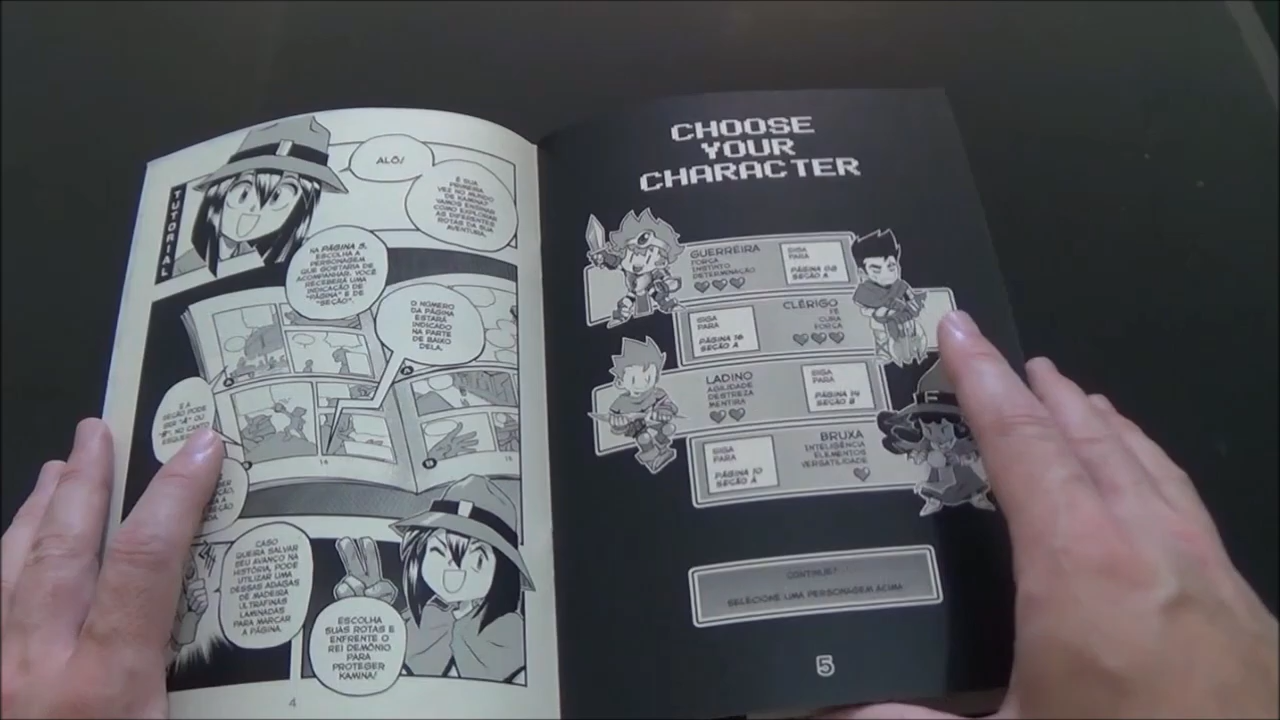 TUTORIAL
ALÔ!
É SUA
PRIMEIRA
VEZ NO MUNDO
DE KAMINA?
VAMOS ENSINAR
COMO EXPLORAR
AS DIFERENTES
ROTAS DA SUA
AVENTURA.
NA PÁGINA 5,
ESCOLHA A
PERSONAGEM
QUE GOSTARIA DE
ACOMPANHAR. VOCÊ
RECEBERÁ UMA
INDICAÇÃO DE
"PÁGINA" E DE
"SEÇÃO".
O NÚMERO
DA PÁGINA
ESTARÁ
INDICADO
NA PARTE
DE BAIXO
DELA.
E A
SEÇÃO PODE
SER "A" OU
"B", NO CANTO
A
A
B
14
15
CASO
QUEIRA SALVAR
SEU AVANÇO NA
HISTÓRIA, PODE
UTILIZAR UMA
DESSAS ADAGAS
DE MADEIRA
ULTRAFINAS
LAMINADAS
PARA MARCAR
A PÁGINA.
ESCOLHA
SUAS ROTAS E
ENFRENTE O
REI DEMÔNIO
PARA
PROTEGER
KAMINA!
4
CHOOSE
YOUR
CHARACTER
GUERREIRA
FORÇA
INSTINTO
DETERMINAÇÃO
SIGA
PARA
PÁGINA 08
SEÇÃO A
CLÉRIGO
FÉ
CURA
FORÇA
SIGA
PARA
PÁGINA 16
SEÇÃO A
LADINO
AGILIDADE
DESTREZA
MENTIRA
SIGA
PARA
PÁGINA 14
SEÇÃO B
BRUXA
INTELIGÊNCIA
ELEMENTOS
VERSATILIDADE
SIGA
PARA
PÁGINA 10
SEÇÃO A
CONTINUE?
SELECIONE UMA PERSONAGEM ACIMA
5